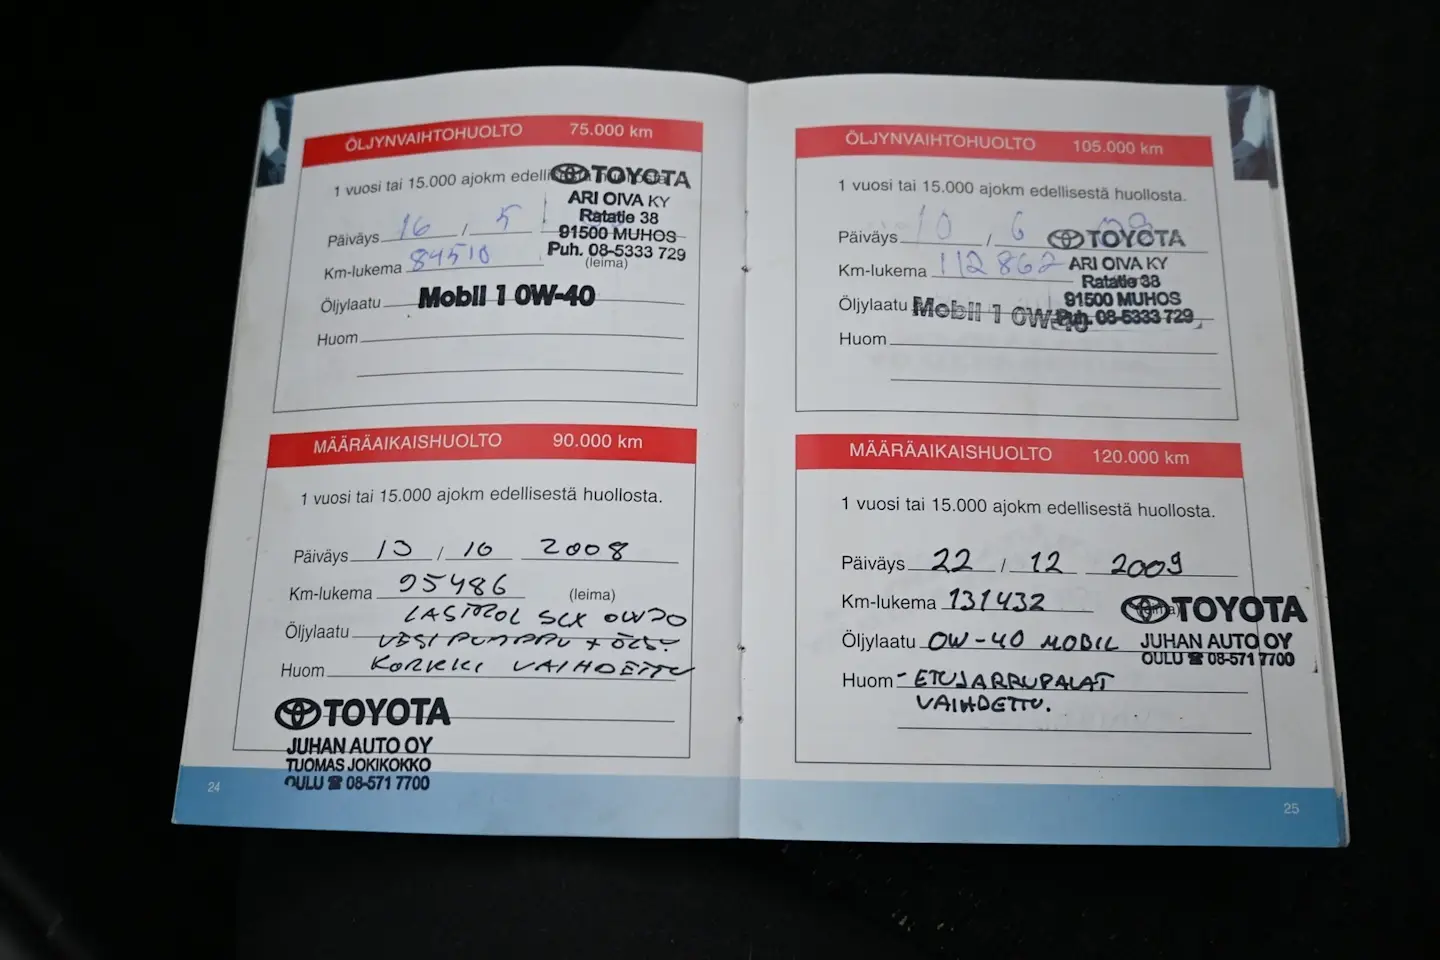 ÖLJYNVAIHTOHUOLTO 75.000 km
1 vuosi tai 15.000 ajokm
TOYOTA
ARI OIVA KY
Ratatie 38
91500 MUHOS
Puh. 08-5333 729
Päiväys 16 / 5
Km-lukema 84510
(leima)
Öljylaatu Mobil 1 0W-40
Huom
MÄÄRÄAIKAISHUOLTO 90.000 km
1 vuosi tai 15.000 ajokm edellisestä huollosta.
Päiväys 13 / 10 2008
Km-lukema 95486
(leima)
CASTROL SLX 0W30
Öljylaatu VESIPUMPPU + ÖLJY
Huom KORKKI VAIHDETTU
TOYOTA
JUHAN AUTO OY
TUOMAS JOKIKOKKO
OULU ☎ 08-571 7700
24
ÖLJYNVAIHTOHUOLTO 105.000 km
1 vuosi tai 15.000 ajokm edellisestä huollosta.
Päiväys 10 / 6 09
TOYOTA
Km-lukema 112862
ARI OIVA KY
Ratatie 38
91500 MUHOS
Öljylaatu Mobil 1 0W-40
Puh. 08-5333 729
Huom
MÄÄRÄAIKAISHUOLTO 120.000 km
1 vuosi tai 15.000 ajokm edellisestä huollosta.
Päiväys 22 / 12 2009
Km-lukema 131432
TOYOTA
Öljylaatu 0W-40 MOBIL
JUHAN AUTO OY
OULU ☎ 08-571 7700
Huom - ETUJARRUPALAT
VAIHDETTU.
25